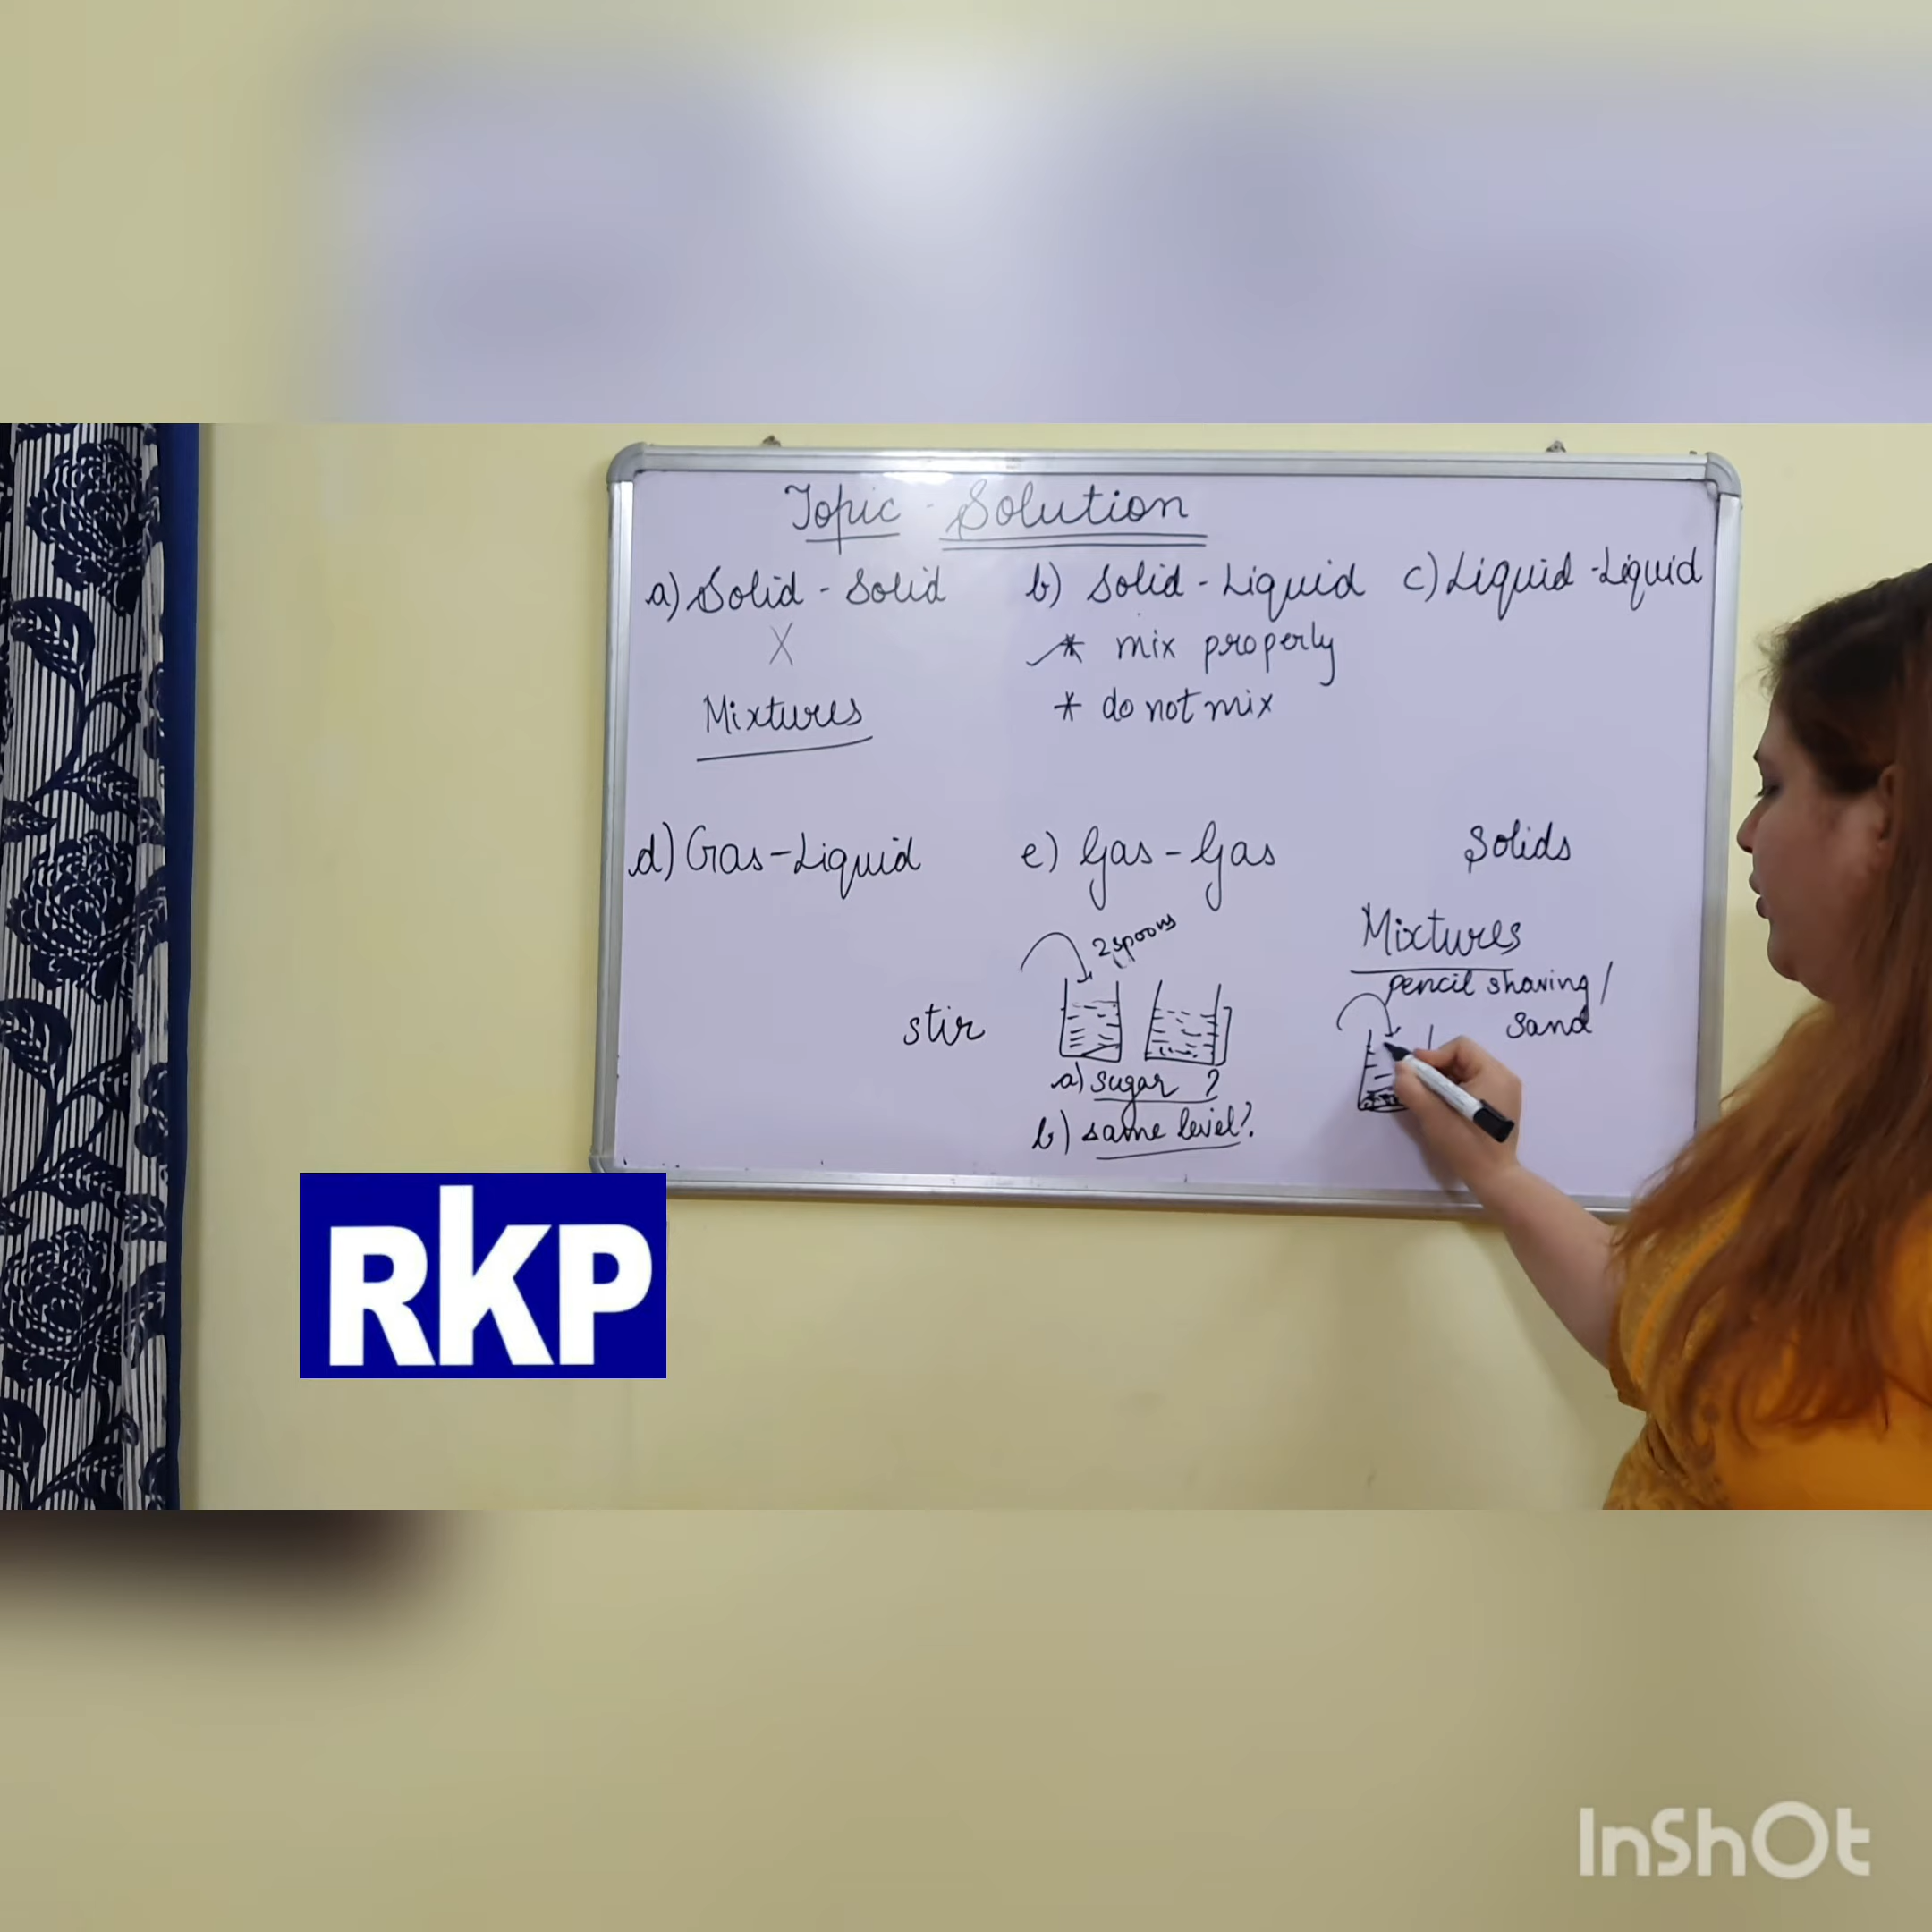 Topic - Solution
a) Solid - Solid
X
Mixtures
b) Solid - Liquid
* mix properly
* do not mix
c) Liquid - Liquid
d) Gas - Liquid
e) Gas - Gas
Solids
2 spoons
stir
a) sugar ?
b) same level ?
Mixtures
pencil shaving /
sand
RKP
InShOt